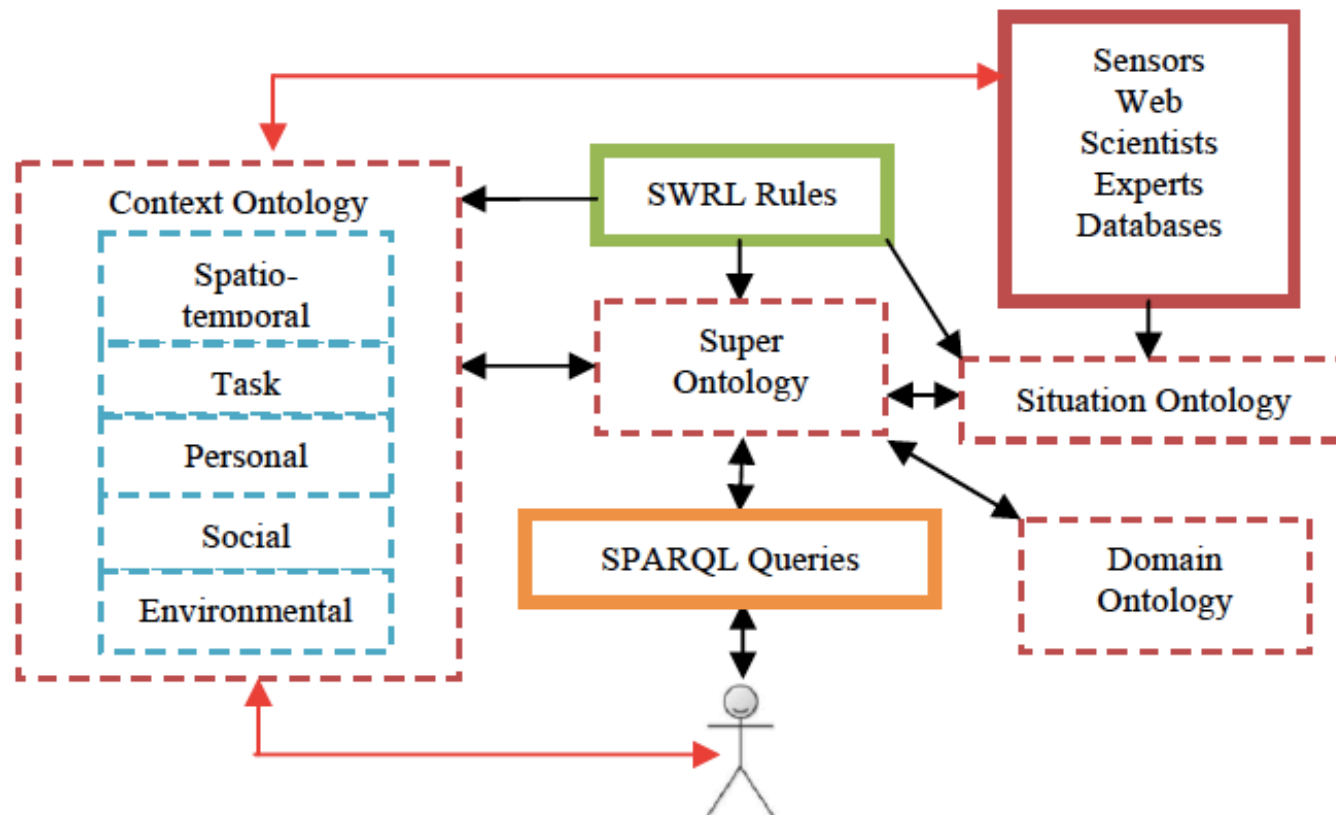 Sensors
Web
Scientists
Experts
Databases
SWRL Rules
Context Ontology
Spatio-
temporal
Task
Personal
Social
Environmental
Super
Ontology
Situation Ontology
SPARQL Queries
Domain
Ontology